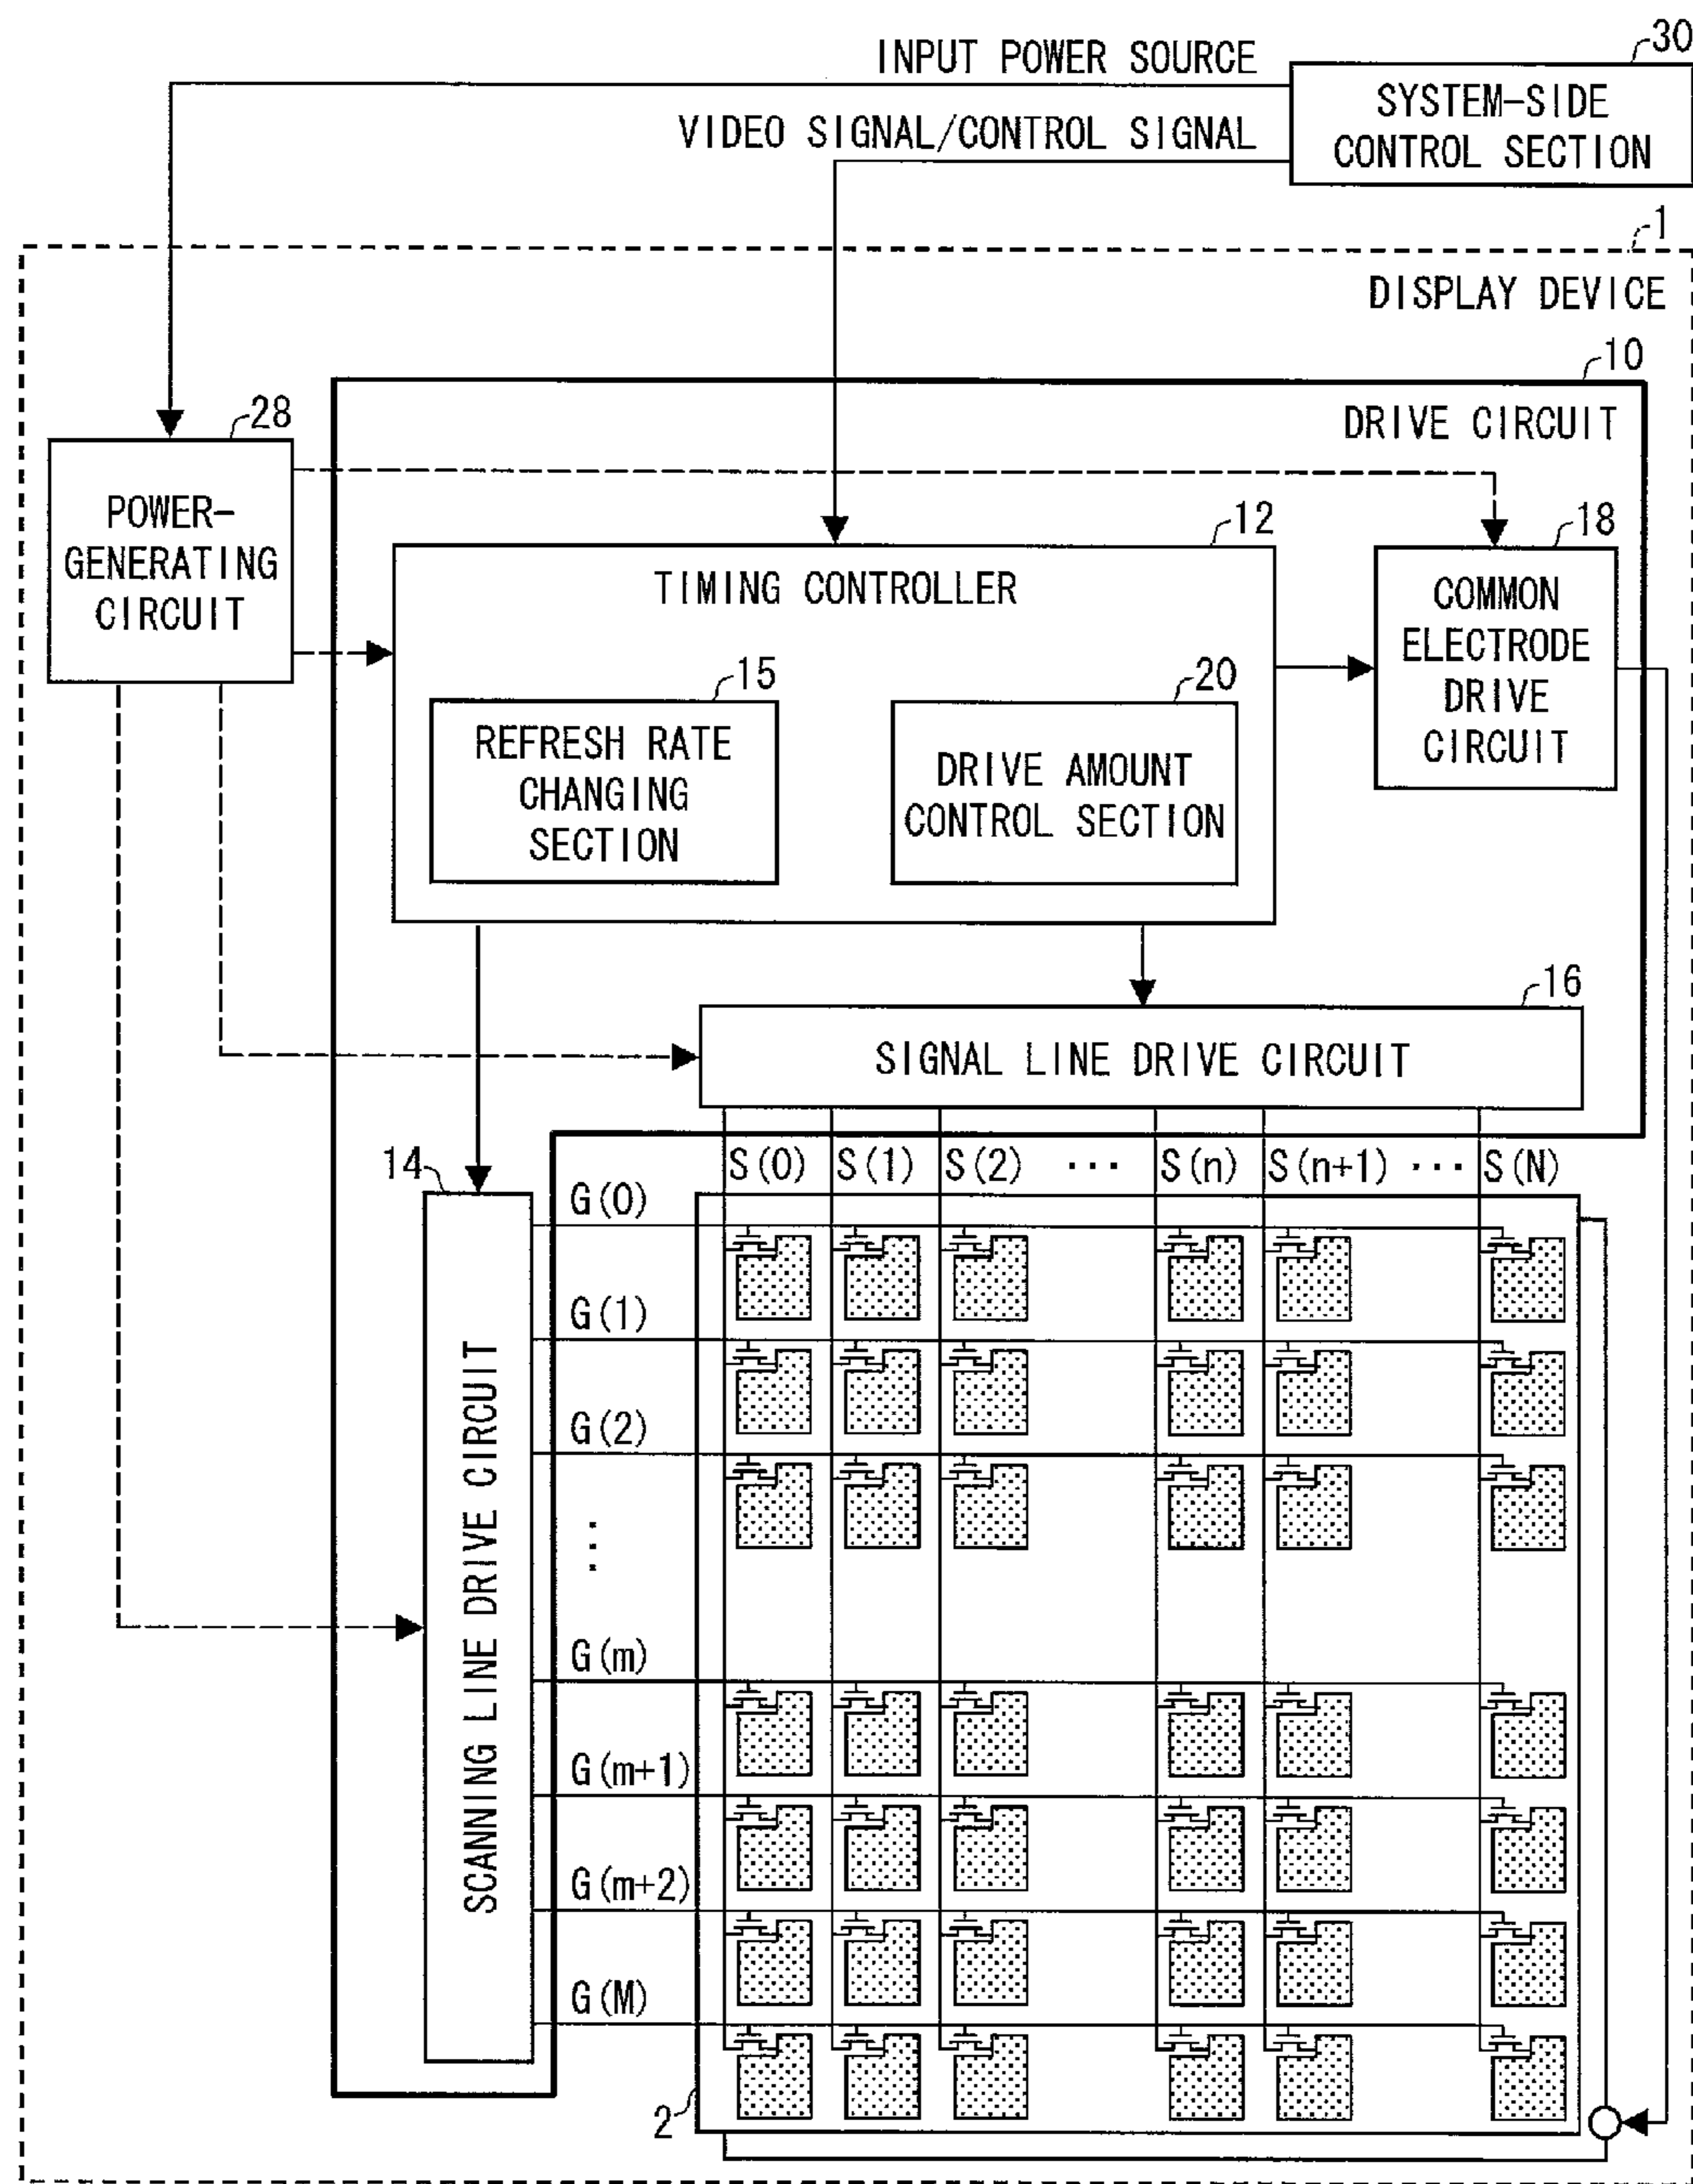 30
INPUT POWER SOURCE
SYSTEM-SIDE
CONTROL SECTION
VIDEO SIGNAL/CONTROL SIGNAL
1
DISPLAY DEVICE
10
DRIVE CIRCUIT
28
POWER-
GENERATING
CIRCUIT
12
TIMING CONTROLLER
18
COMMON
ELECTRODE
DRIVE
CIRCUIT
15
REFRESH RATE
CHANGING
SECTION
20
DRIVE AMOUNT
CONTROL SECTION
16
SIGNAL LINE DRIVE CIRCUIT
S(0) S(1) S(2) ... S(n) S(n+1) ... S(N)
14
SCANNING LINE DRIVE CIRCUIT
G(0)
G(1)
G(2)
⋮
G(m)
G(m+1)
G(m+2)
G(M)
2